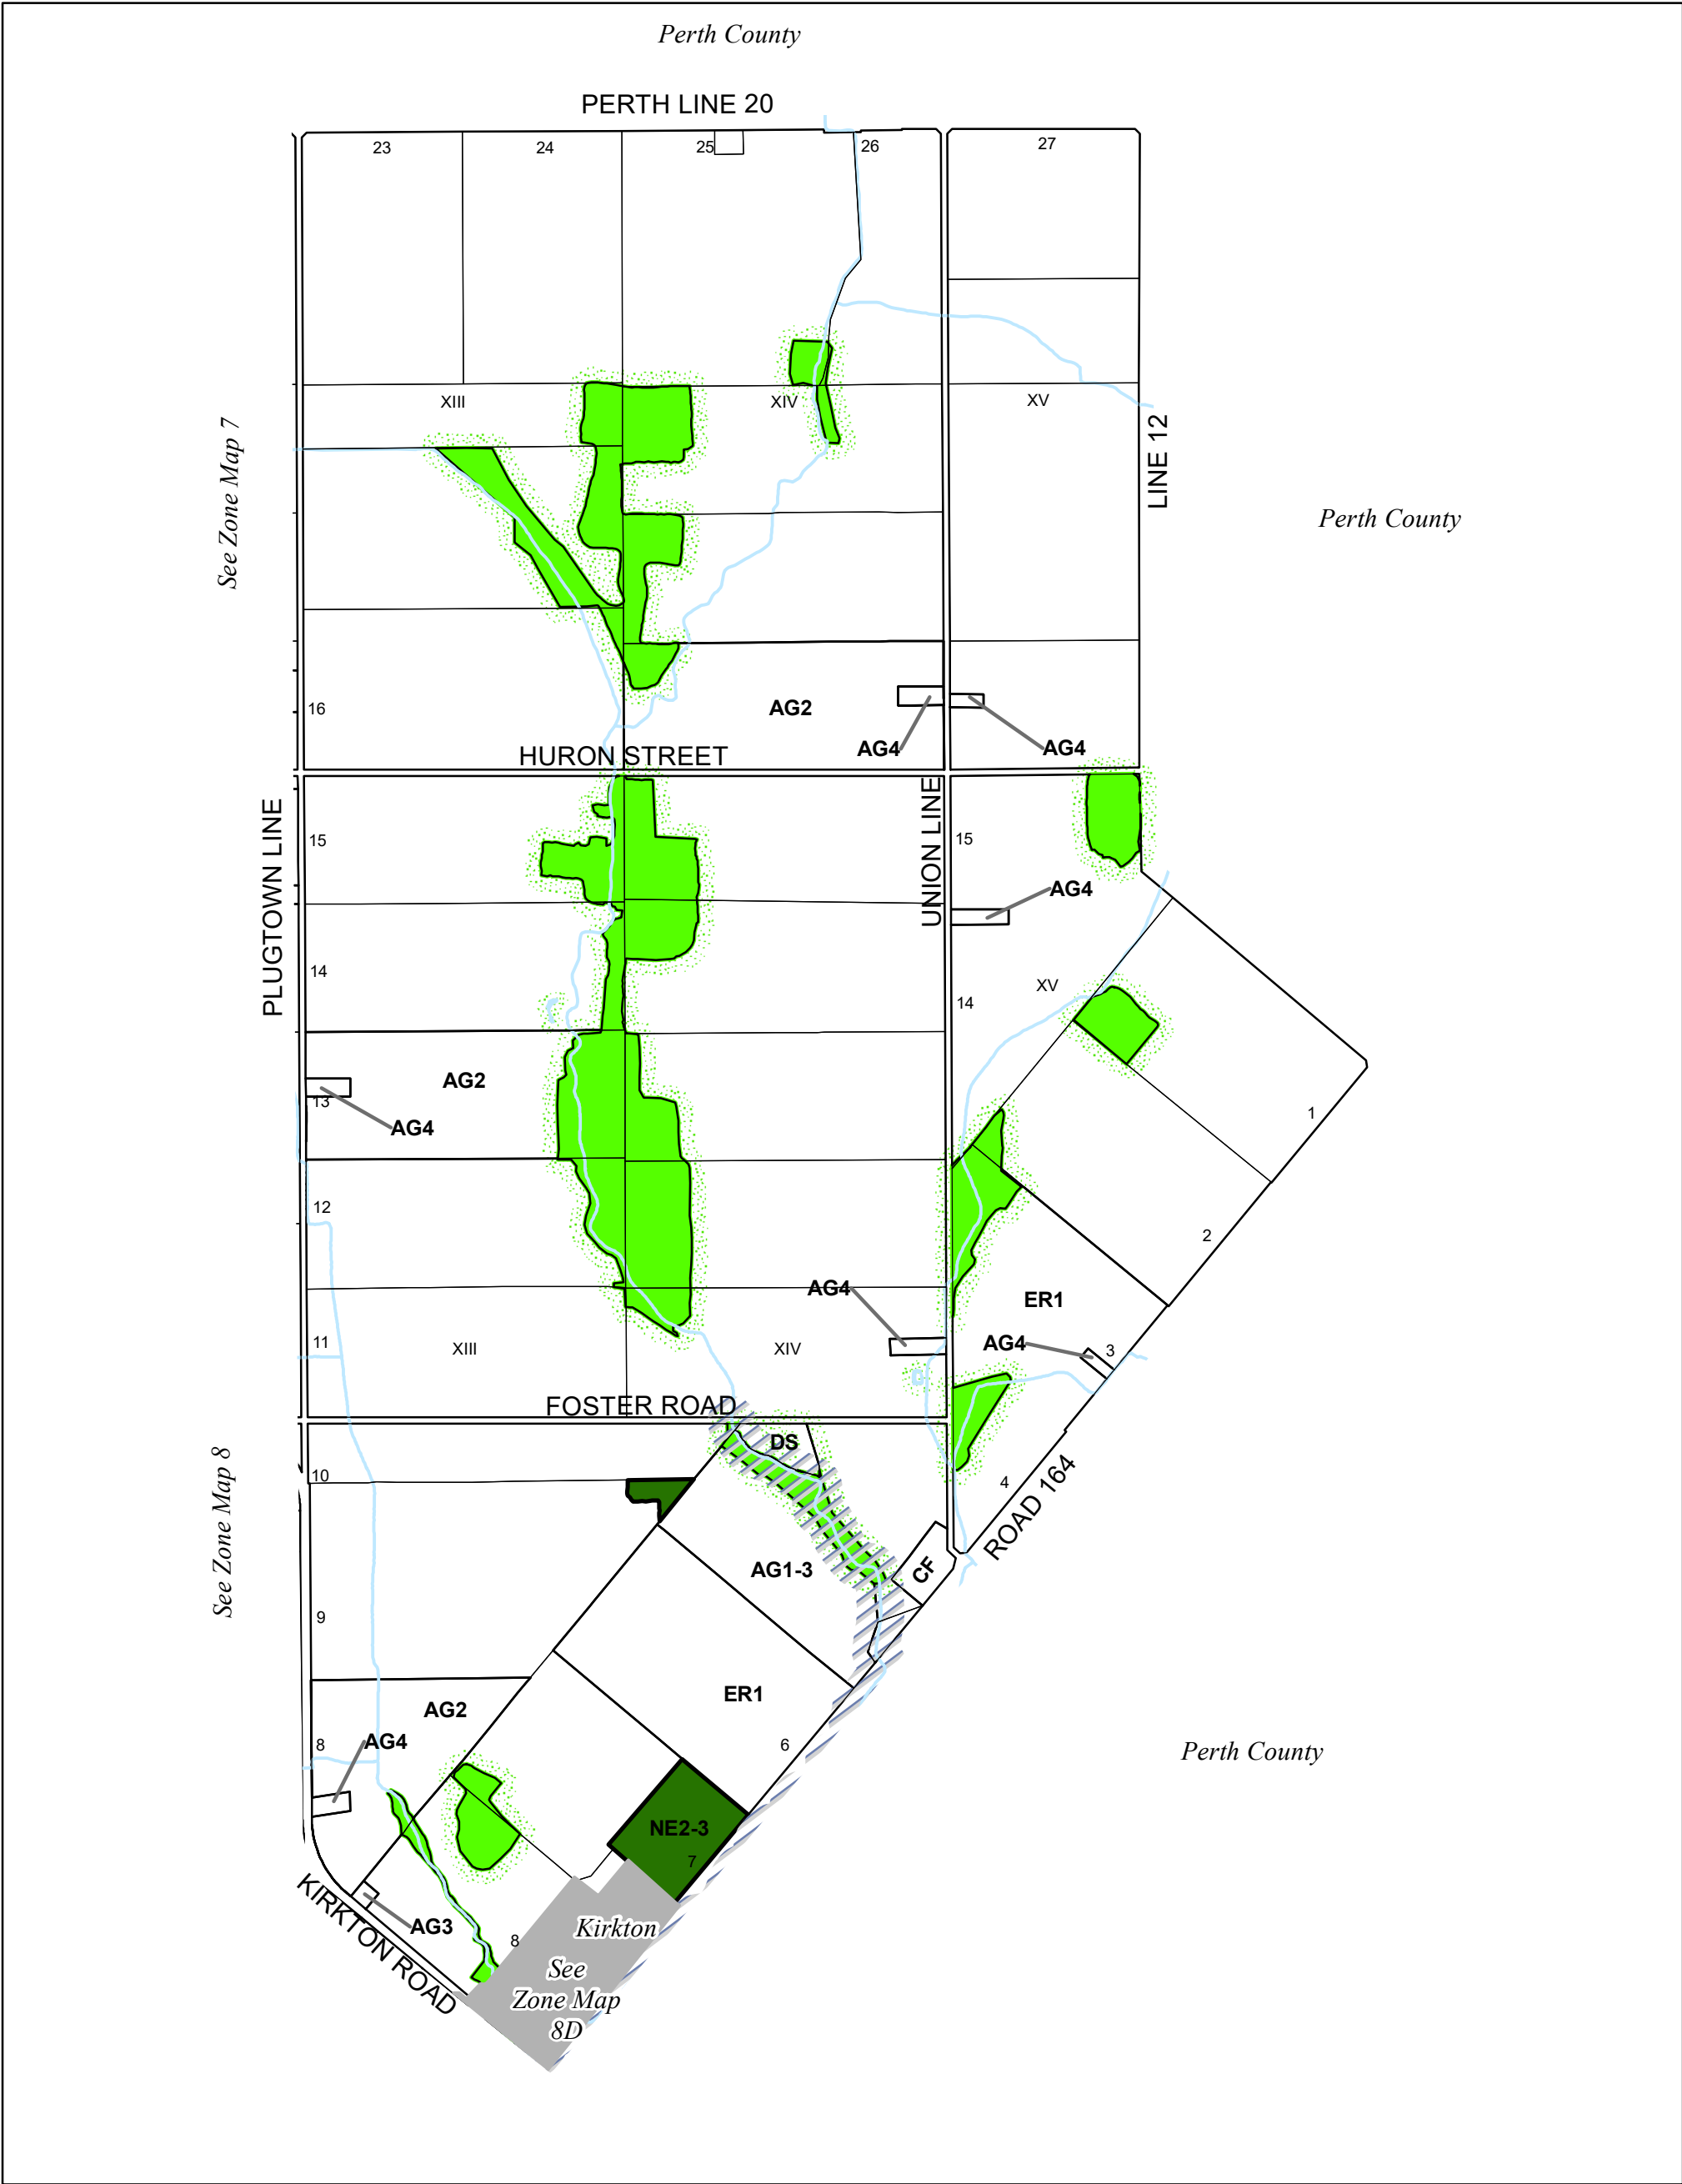 Perth County
PERTH LINE 20
23
24
25
26
27
XIII
XIV
XV
See Zone Map 7
LINE 12
Perth County
16
AG2
AG4
AG4
HURON STREET
PLUGTOWN LINE
UNION LINE
15
15
AG4
14
XV
14
AG2
13
AG4
1
12
2
AG4
ER1
11
XIII
XIV
AG4
3
FOSTER ROAD
DS
See Zone Map 8
10
4
ROAD 164
AG1-3
CF
9
ER1
AG2
AG4
8
6
Perth County
NE2-3
7
KIRKTON ROAD
AG3
8
Kirkton
See
Zone Map
8D